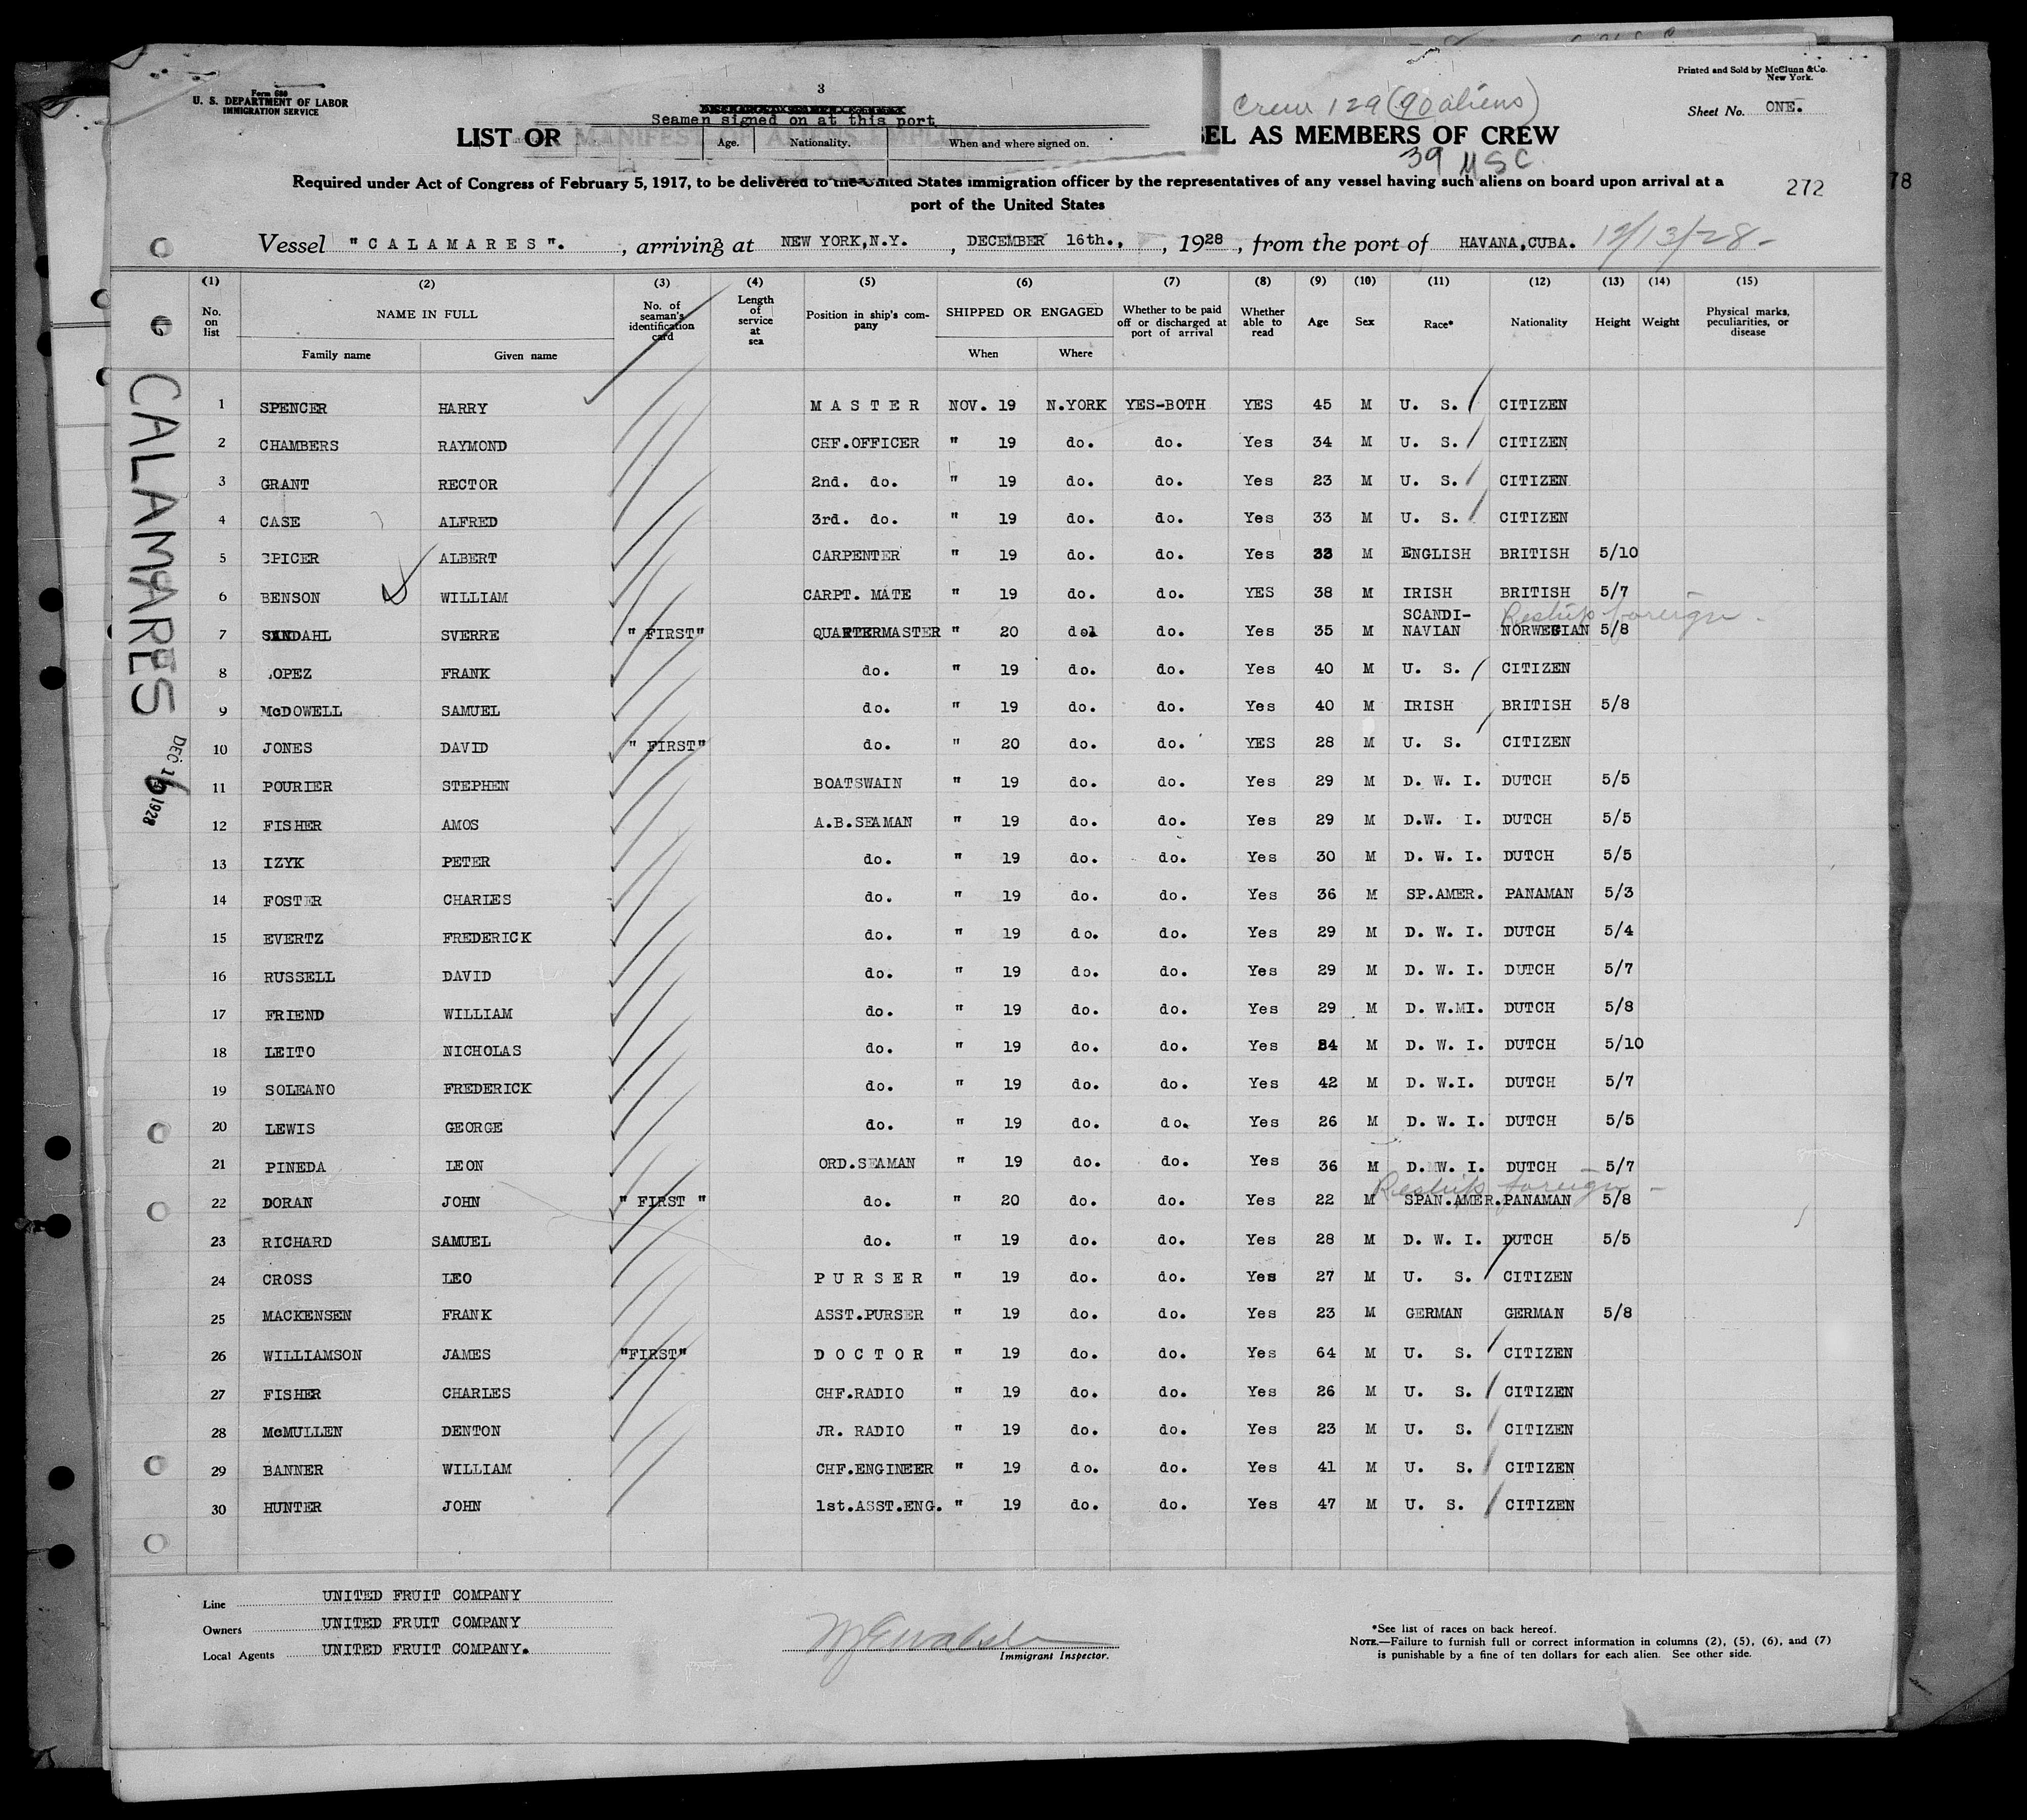 3
Form 689
U. S. DEPARTMENT OF LABOR
IMMIGRATION SERVICE
Printed and Sold by McClunn & Co.
New York.
Sheet No. ONE.
Seamen signed on at this port
Crew 129 (90 aliens)
LIST OR MANIFEST OF ALIENS EMPLOYE
Age. Nationality. When and where signed on.
SEL AS MEMBERS OF CREW
39 USC
Required under Act of Congress of February 5, 1917, to be delivered to the United States immigration officer by the representatives of any vessel having such aliens on board upon arrival at a
port of the United States
272 78
Vessel "CALAMARES". , arriving at NEW YORK,N.Y. , DECEMBER 16th., , 1928 , from the port of HAVANA,CUBA. 12/13/28-
(1) (2) (3) (4) (5) (6) (7) (8) (9) (10) (11) (12) (13) (14) (15)
No. on list NAME IN FULL Family name Given name No. of seaman's identification card Length of service at sea Position in ship's company SHIPPED OR ENGAGED When Where Whether to be paid off or discharged at port of arrival Whether able to read Age Sex Race* Nationality Height Weight Physical marks, peculiarities, or disease
CALAMARES
DEC 16 1928
1 SPENCER HARRY MASTER NOV. 19 N.YORK YES-BOTH YES 45 M U. S. CITIZEN
2 CHAMBERS RAYMOND CHF.OFFICER " 19 do. do. Yes 34 M U. S. CITIZEN
3 GRANT RECTOR 2nd. do. " 19 do. do. Yes 23 M U. S. CITIZEN
4 CASE ALFRED 3rd. do. " 19 do. do. Yes 33 M U. S. CITIZEN
5 SPICER ALBERT CARPENTER " 19 do. do. Yes 33 M ENGLISH BRITISH 5/10
6 BENSON WILLIAM CARPT. MATE " 19 do. do. YES 38 M IRISH BRITISH 5/7
Reship foreign -
7 SANDAHL SVERRE " FIRST" QUARTERMASTER " 20 do. do. Yes 35 M SCANDI-NAVIAN NORWEGIAN 5/8
8 LOPEZ FRANK do. " 19 do. do. Yes 40 M U. S. CITIZEN
9 McDOWELL SAMUEL do. " 19 do. do. Yes 40 M IRISH BRITISH 5/8
10 JONES DAVID " FIRST" do. " 20 do. do. YES 28 M U. S. CITIZEN
11 POURIER STEPHEN BOATSWAIN " 19 do. do. Yes 29 M D. W. I. DUTCH 5/5
12 FISHER AMOS A.B.SEAMAN " 19 do. do. Yes 29 M D.W. I. DUTCH 5/5
13 IZYK PETER do. " 19 do. do. Yes 30 M D. W. I. DUTCH 5/5
14 FOSTER CHARLES do. " 19 do. do. Yes 36 M SP.AMER. PANAMAN 5/3
15 EVERTZ FREDERICK do. " 19 do. do. Yes 29 M D. W. I. DUTCH 5/4
16 RUSSELL DAVID do. " 19 do. do. Yes 29 M D. W. I. DUTCH 5/7
17 FRIEND WILLIAM do. " 19 do. do. Yes 29 M D. W.MI. DUTCH 5/8
18 LEITO NICHOLAS do. " 19 do. do. Yes 34 M D. W. I. DUTCH 5/10
19 SOLEANO FREDERICK do. " 19 do. do. Yes 42 M D. W.I. DUTCH 5/7
20 LEWIS GEORGE do. " 19 do. do. Yes 26 M D. W. I. DUTCH 5/5
21 PINEDA LEON ORD.SEAMAN " 19 do. do. Yes 36 M D. W. I. DUTCH 5/7
Reship foreign -
22 DORAN JOHN " FIRST " do. " 20 do. do. Yes 22 M SPAN.AMER. PANAMAN 5/8
23 RICHARD SAMUEL do. " 19 do. do. Yes 28 M D. W. I. DUTCH 5/5
24 CROSS LEO PURSER " 19 do. do. Yes 27 M U. S. CITIZEN
25 MACKENSEN FRANK ASST.PURSER " 19 do. do. Yes 23 M GERMAN GERMAN 5/8
26 WILLIAMSON JAMES "FIRST" DOCTOR " 19 do. do. Yes 64 M U. S. CITIZEN
27 FISHER CHARLES CHF.RADIO " 19 do. do. Yes 26 M U. S. CITIZEN
28 McMULLEN DENTON JR. RADIO " 19 do. do. Yes 23 M U. S. CITIZEN
29 BANNER WILLIAM CHF.ENGINEER " 19 do. do. Yes 41 M U. S. CITIZEN
30 HUNTER JOHN 1st.ASST.ENG. " 19 do. do. Yes 47 M U. S. CITIZEN
Line UNITED FRUIT COMPANY
Owners UNITED FRUIT COMPANY
Local Agents UNITED FRUIT COMPANY.
Immigrant Inspector.
*See list of races on back hereof.
NOTE.—Failure to furnish full or correct information in columns (2), (5), (6), and (7)
is punishable by a fine of ten dollars for each alien. See other side.